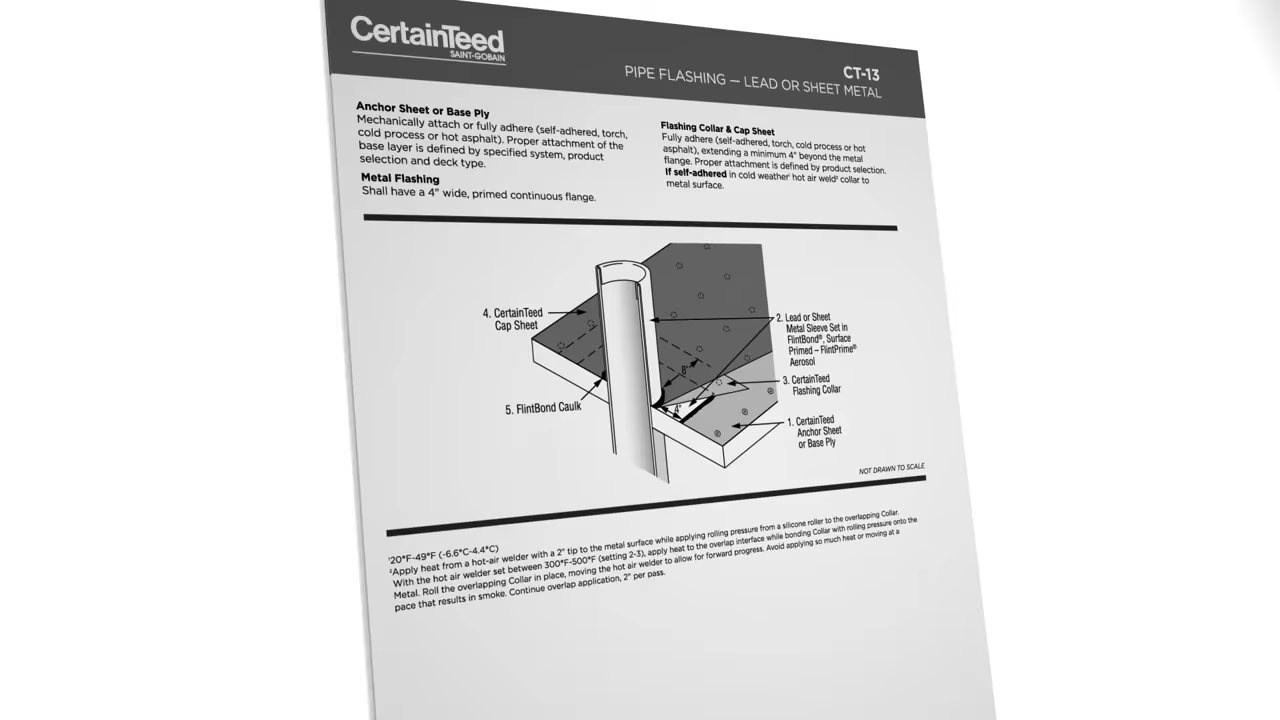 CertainTeed
SAINT-GOBAIN
CT-13
PIPE FLASHING — LEAD OR SHEET METAL
Anchor Sheet or Base Ply
Mechanically attach or fully adhere (self-adhered, torch,
cold process or hot asphalt). Proper attachment of the
base layer is defined by specified system, product
selection and deck type.
Metal Flashing
Shall have a 4" wide, primed continuous flange.
Flashing Collar & Cap Sheet
Fully adhere (self-adhered, torch, cold process or hot
asphalt), extending a minimum 4" beyond the metal
flange. Proper attachment is defined by product selection.
If self-adhered in cold weather¹ hot air weld² collar to
metal surface.
4. CertainTeed
Cap Sheet
5. FlintBond Caulk
8"
4"
2. Lead or Sheet
Metal Sleeve Set in
FlintBond®, Surface
Primed – FlintPrime®
Aerosol
3. CertainTeed
Flashing Collar
1. CertainTeed
Anchor Sheet
or Base Ply
NOT DRAWN TO SCALE
¹20°F-49°F (-6.6°C-4.4°C)
²Apply heat from a hot-air welder with a 2" tip to the metal surface while applying rolling pressure from a silicone roller to the overlapping Collar.
With the hot air welder set between 300°F-500°F (setting 2-3), apply heat to the overlap interface while bonding Collar with rolling pressure onto the
Metal. Roll the overlapping Collar in place, moving the hot air welder to allow for forward progress. Avoid applying so much heat or moving at a
pace that results in smoke. Continue overlap application, 2" per pass.